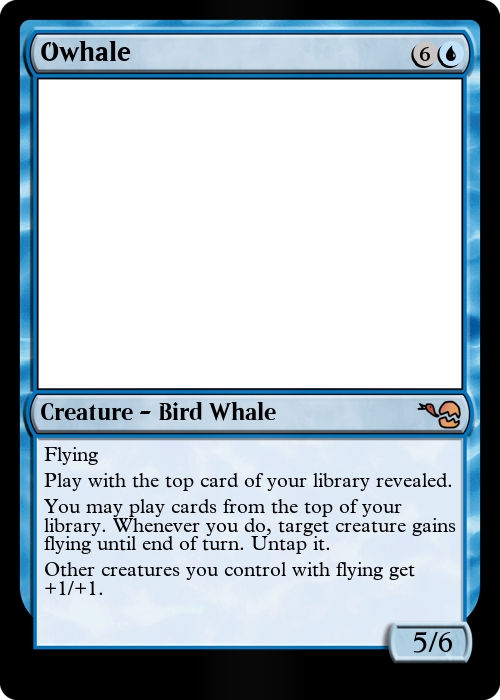 Owhale 6
Creature - Bird Whale
Flying
Play with the top card of your library revealed.
You may play cards from the top of your
library. Whenever you do, target creature gains
flying until end of turn. Untap it.
Other creatures you control with flying get
+1/+1.
5/6